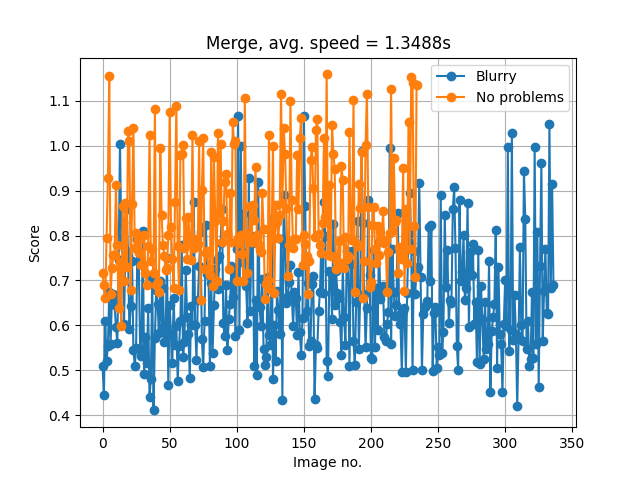 Merge, avg. speed = 1.3488s
Blurry
No problems
Score
1.1
1.0
0.9
0.8
0.7
0.6
0.5
0.4
0 50 100 150 200 250 300 350
Image no.